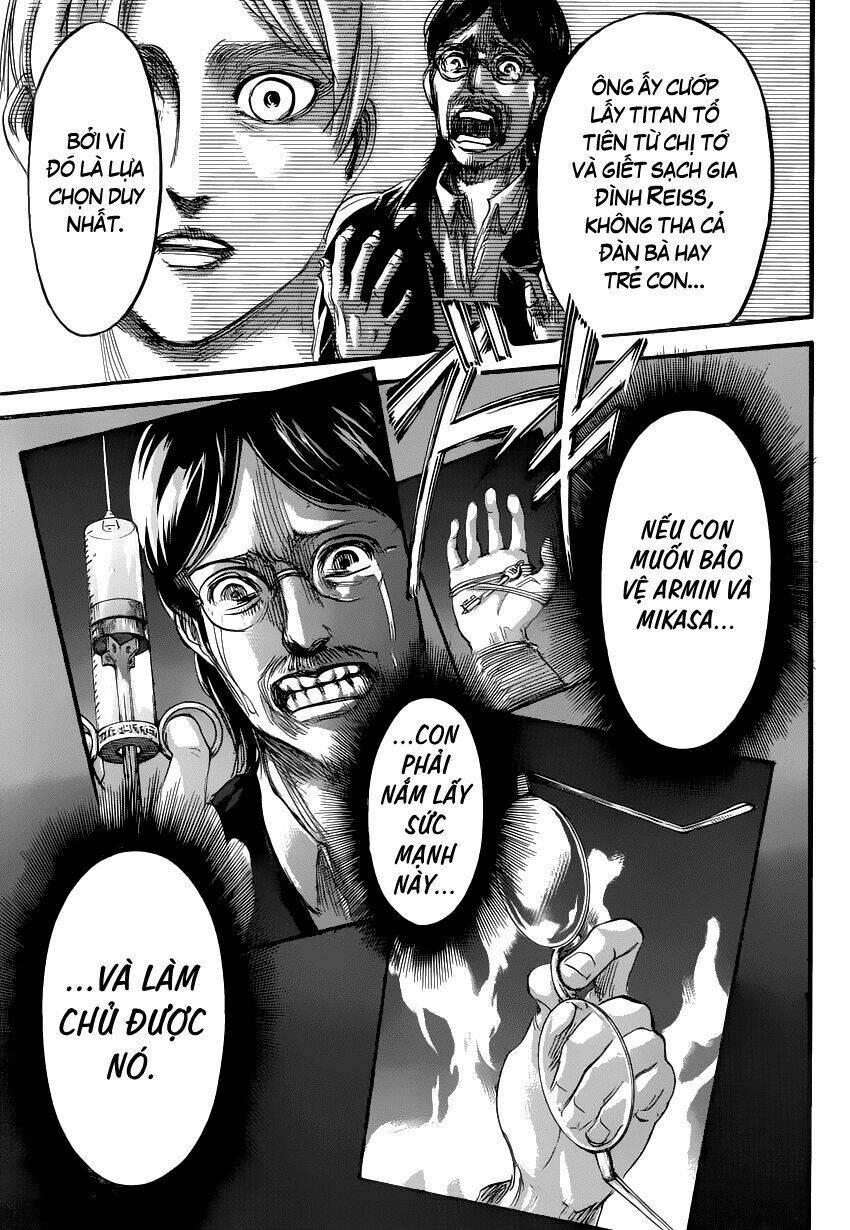 ÔNG ẤY CƯỚP
LẤY TITAN TỔ
TIÊN TỪ CHỊ TỚ
VÀ GIẾT SẠCH GIA
ĐÌNH REISS,
KHÔNG THA CẢ
ĐÀN BÀ HAY
TRẺ CON...
BỞI VÌ
ĐÓ LÀ LỰA
CHỌN DUY
NHẤT.
NẾU CON
MUỐN BẢO
VỆ ARMIN VÀ
MIKASA...
...CON
PHẢI
NẮM LẤY
SỨC
MẠNH
NÀY...
...VÀ LÀM
CHỦ ĐƯỢC
NÓ.